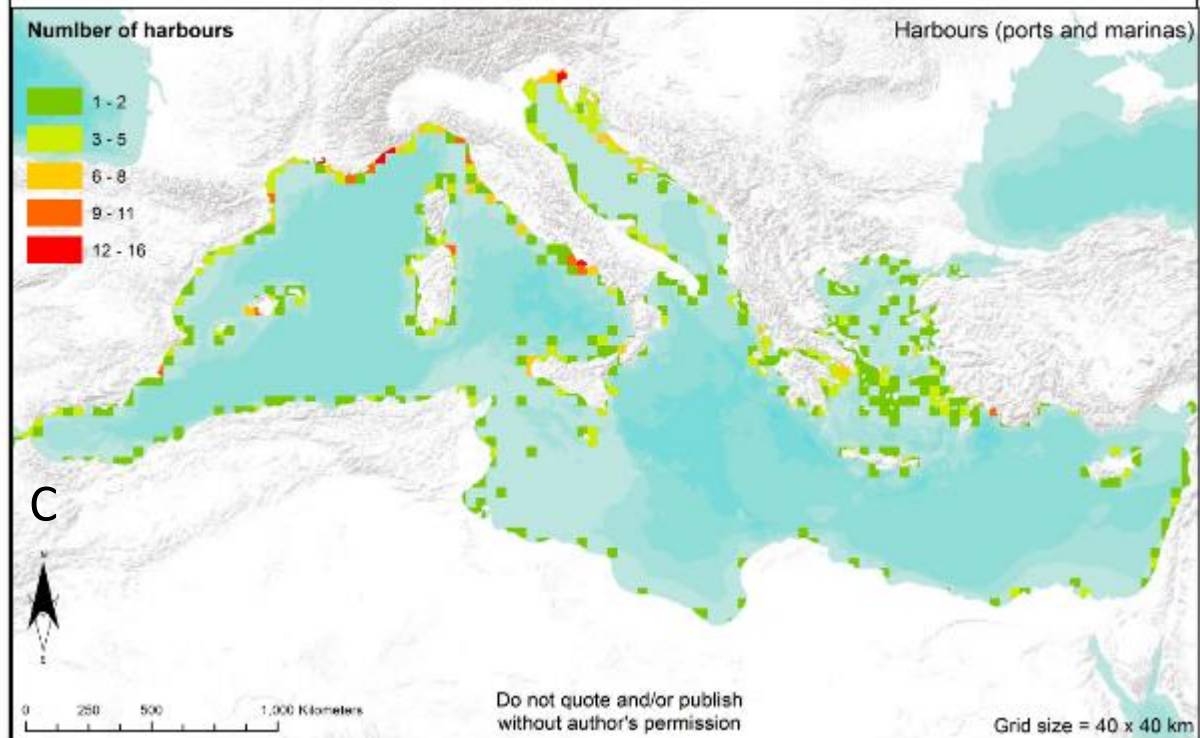 Numlber of harbours
Harbours (ports and marinas)
1 - 2
3 - 5
6 - 8
9 - 11
12 - 16
C
N
S
0 250 500 1,000 Kilometers
Do not quote and/or publish
without author's permission
Grid size = 40 x 40 km